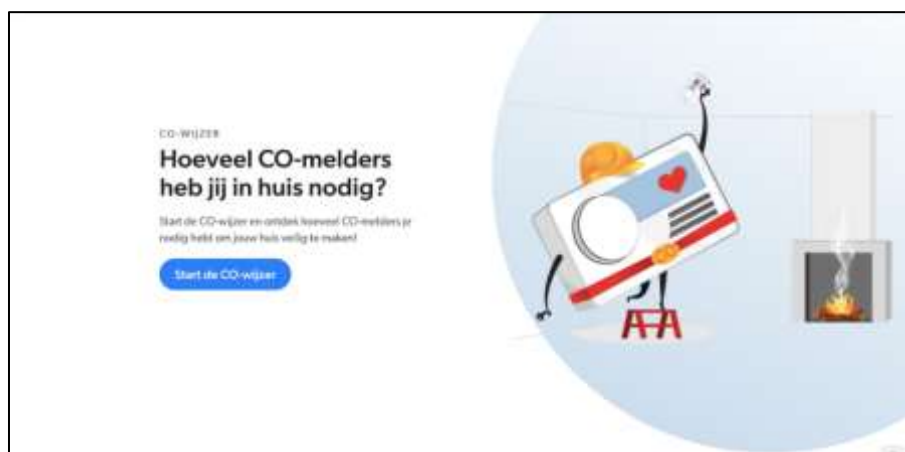 CO-WIJZER
Hoeveel CO-melders
heb jij in huis nodig?
Start de CO-wijzer en ontdek hoeveel CO-melders je
nodig hebt om jouw huis veilig te maken!
Start de CO-wijzer
CO